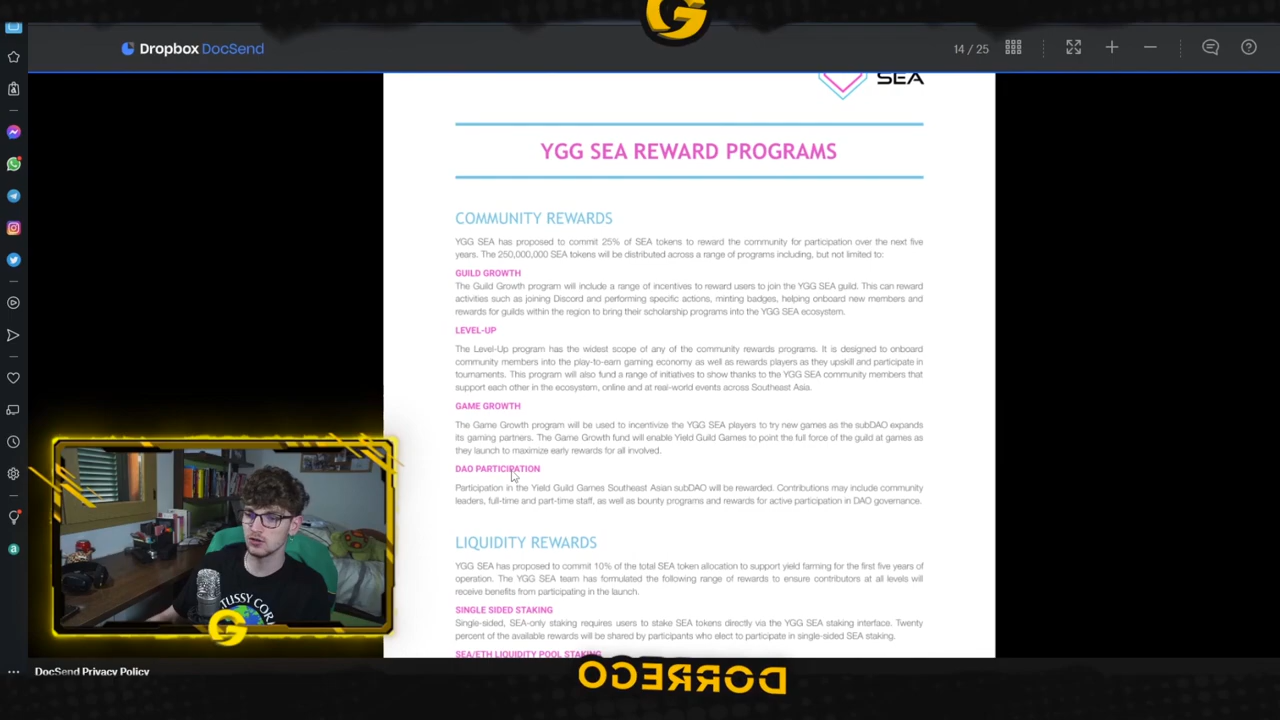 Dropbox DocSend
14 / 25
SEA
YGG SEA REWARD PROGRAMS
COMMUNITY REWARDS
YGG SEA has proposed to commit 25% of SEA tokens to reward the community for participation over the next five
years. The 250,000,000 SEA tokens will be distributed across a range of programs including, but not limited to:
GUILD GROWTH
The Guild Growth program will include a range of incentives to reward users to join the YGG SEA guild. This can reward
activities such as joining Discord and performing specific actions, minting badges, helping onboard new members and
rewards for guilds within the region to bring their scholarship programs into the YGG SEA ecosystem.
LEVEL-UP
The Level-Up program has the widest scope of any of the community rewards programs. It is designed to onboard
community members into the play-to-earn gaming economy as well as rewards players as they upskill and participate in
tournaments. This program will also fund a range of initiatives to show thanks to the YGG SEA community members that
support each other in the ecosystem, online and at real-world events across Southeast Asia.
GAME GROWTH
The Game Growth program will be used to incentivize the YGG SEA players to try new games as the subDAO expands
its gaming partners. The Game Growth fund will enable Yield Guild Games to point the full force of the guild at games as
they launch to maximize early rewards for all involved.
DAO PARTICIPATION
Participation in the Yield Guild Games Southeast Asian subDAO will be rewarded. Contributions may include community
leaders, full-time and part-time staff, as well as bounty programs and rewards for active participation in DAO governance.
LIQUIDITY REWARDS
YGG SEA has proposed to commit 10% of the total SEA token allocation to support yield farming for the first five years of
operation. The YGG SEA team has formulated the following range of rewards to ensure contributors at all levels will
receive benefits from participating in the launch.
SINGLE SIDED STAKING
Single-sided, SEA-only staking requires users to stake SEA tokens directly via the YGG SEA staking interface. Twenty
percent of the available rewards will be shared by participants who elect to participate in single-sided SEA staking.
SEA/ETH LIQUIDITY POOL STAKING
DocSend Privacy Policy
DORREGO